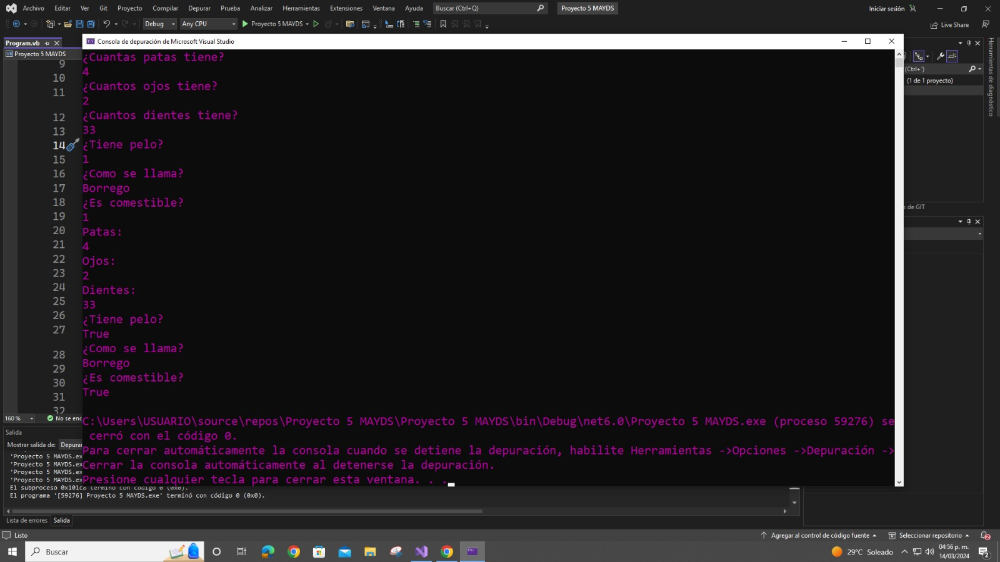 Archivo Editar Ver Git Proyecto Compilar Depurar Prueba Analizar Herramientas Extensiones Ventana Ayuda Buscar (Ctrl+Q) Proyecto 5 MAYDS Iniciar sesión
Debug Any CPU Proyecto 5 MAYDS Live Share
Program.vb
Consola de depuración de Microsoft Visual Studio
Proyecto 5 MAYDS
¿Cuantas patas tiene?
4
¿Cuantos ojos tiene?
2
¿Cuantos dientes tiene?
33
¿Tiene pelo?
1
¿Como se llama?
Borrego
¿Es comestible?
1
Patas:
4
Ojos:
2
Dientes:
33
¿Tiene pelo?
True
¿Como se llama?
Borrego
¿Es comestible?
True
C:\Users\USUARIO\source\repos\Proyecto 5 MAYDS\Proyecto 5 MAYDS\bin\Debug\net6.0\Proyecto 5 MAYDS.exe (proceso 59276) se
cerró con el código 0.
Para cerrar automáticamente la consola cuando se detiene la depuración, habilite Herramientas ->Opciones ->Depuración ->
Cerrar la consola automáticamente al detenerse la depuración.
Presione cualquier tecla para cerrar esta ventana. . .
9
10
11
12
13
14
15
16
17
18
19
20
21
22
23
24
25
26
27
28
29
30
31
32
(Ctrl+´)
(1 de 1 proyecto)
s de GIT
Herramientas de diagnóstico
160 % No se enc
Salida
Mostrar salida de: Depurar
'Proyecto 5 MAYDS.ex
'Proyecto 5 MAYDS.ex
'Proyecto 5 MAYDS.ex
'Proyecto 5 MAYDS.ex
El subproceso 0x101c8 terminó con código 0 (0x0).
El programa '[59276] Proyecto 5 MAYDS.exe' terminó con código 0 (0x0).
Lista de errores Salida
Listo Agregar al control de código fuente Seleccionar repositorio 2
Buscar 29°C Soleado 04:56 p. m.
14/03/2024 2